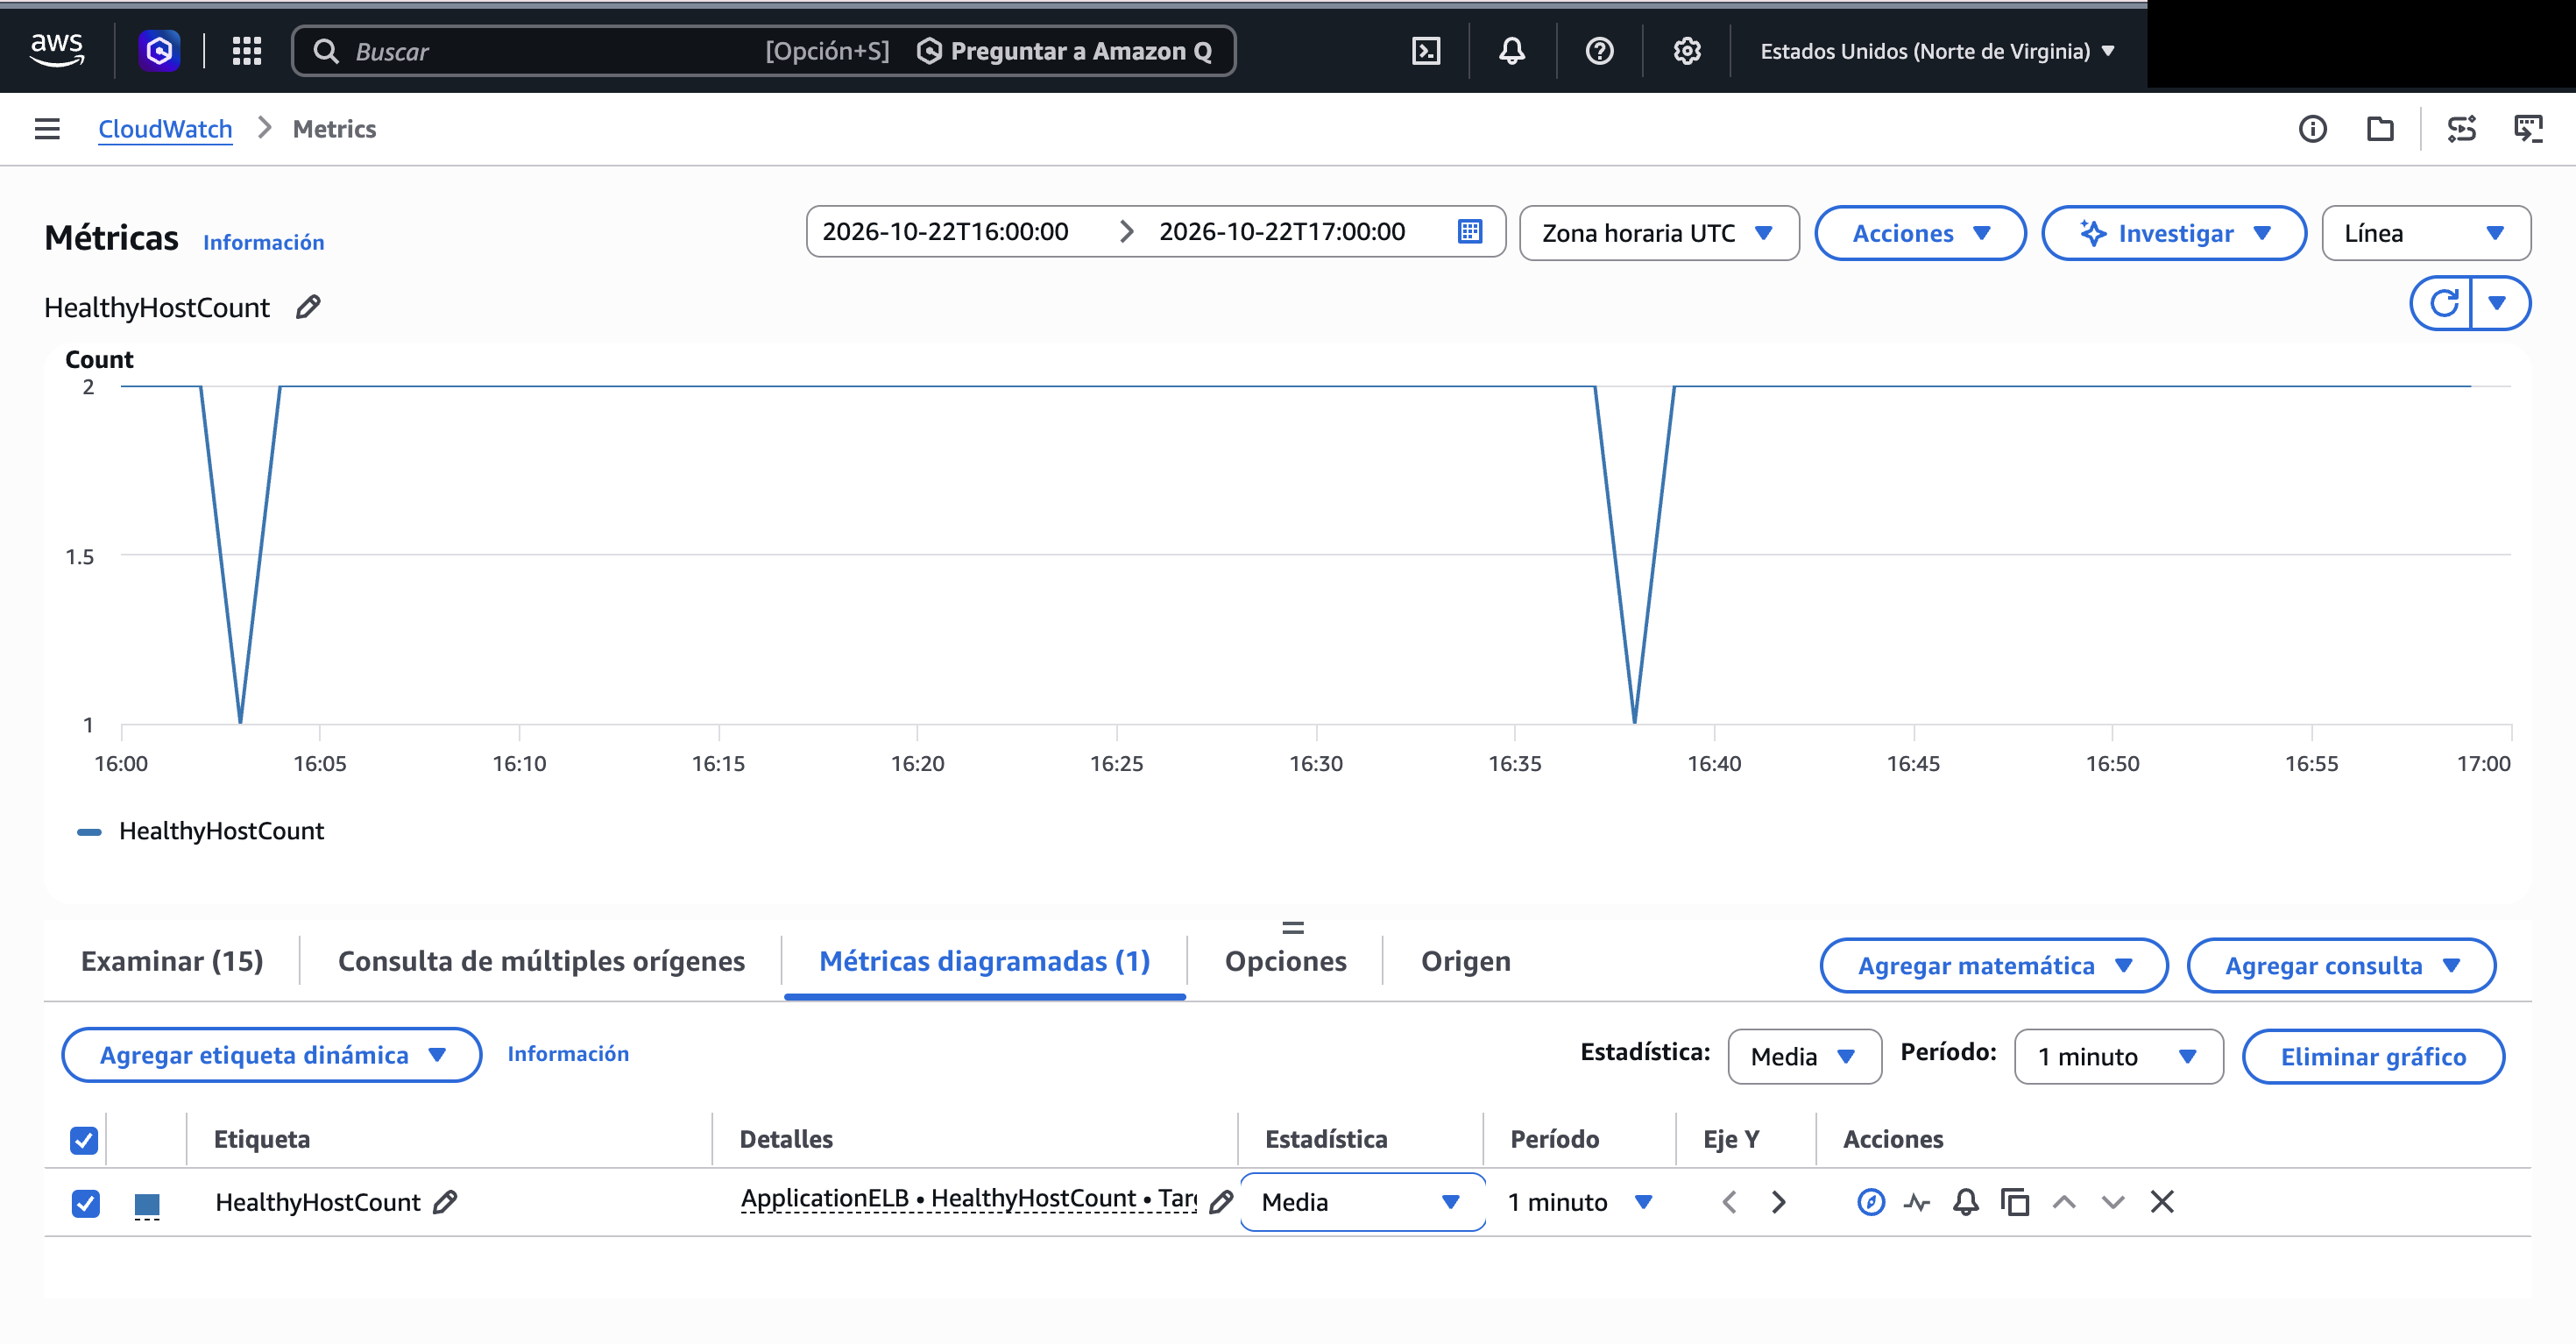 aws
Buscar [Opción+S] Preguntar a Amazon Q Estados Unidos (Norte de Virginia)
CloudWatch Metrics
Métricas Información 2026-10-22T16:00:00 2026-10-22T17:00:00 Zona horaria UTC Acciones Investigar Línea
HealthyHostCount
Count
2
1.5
1
16:00 16:05 16:10 16:15 16:20 16:25 16:30 16:35 16:40 16:45 16:50 16:55 17:00
HealthyHostCount
Examinar (15) Consulta de múltiples orígenes Métricas diagramadas (1) Opciones Origen Agregar matemática Agregar consulta
Agregar etiqueta dinámica Información Estadística: Media Período: 1 minuto Eliminar gráfico
Etiqueta Detalles Estadística Período Eje Y Acciones
HealthyHostCount ApplicationELB • HealthyHostCount • Media 1 minuto